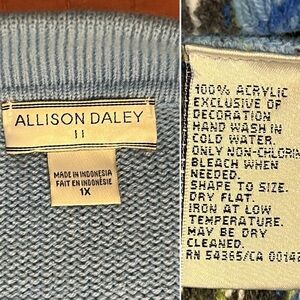 ALLISON DALEY
II
MADE IN INDONESIA
FAIT EN INDONÉSIE
1X
100% ACRYLIC
EXCLUSIVE OF
DECORATION
HAND WASH IN
COLD WATER.
ONLY NON-CHLORIN
BLEACH WHEN
NEEDED.
SHAPE TO SIZE.
DRY FLAT.
IRON AT LOW
TEMPERATURE.
MAY BE DRY
CLEANED.
RN 54365/CA 00142